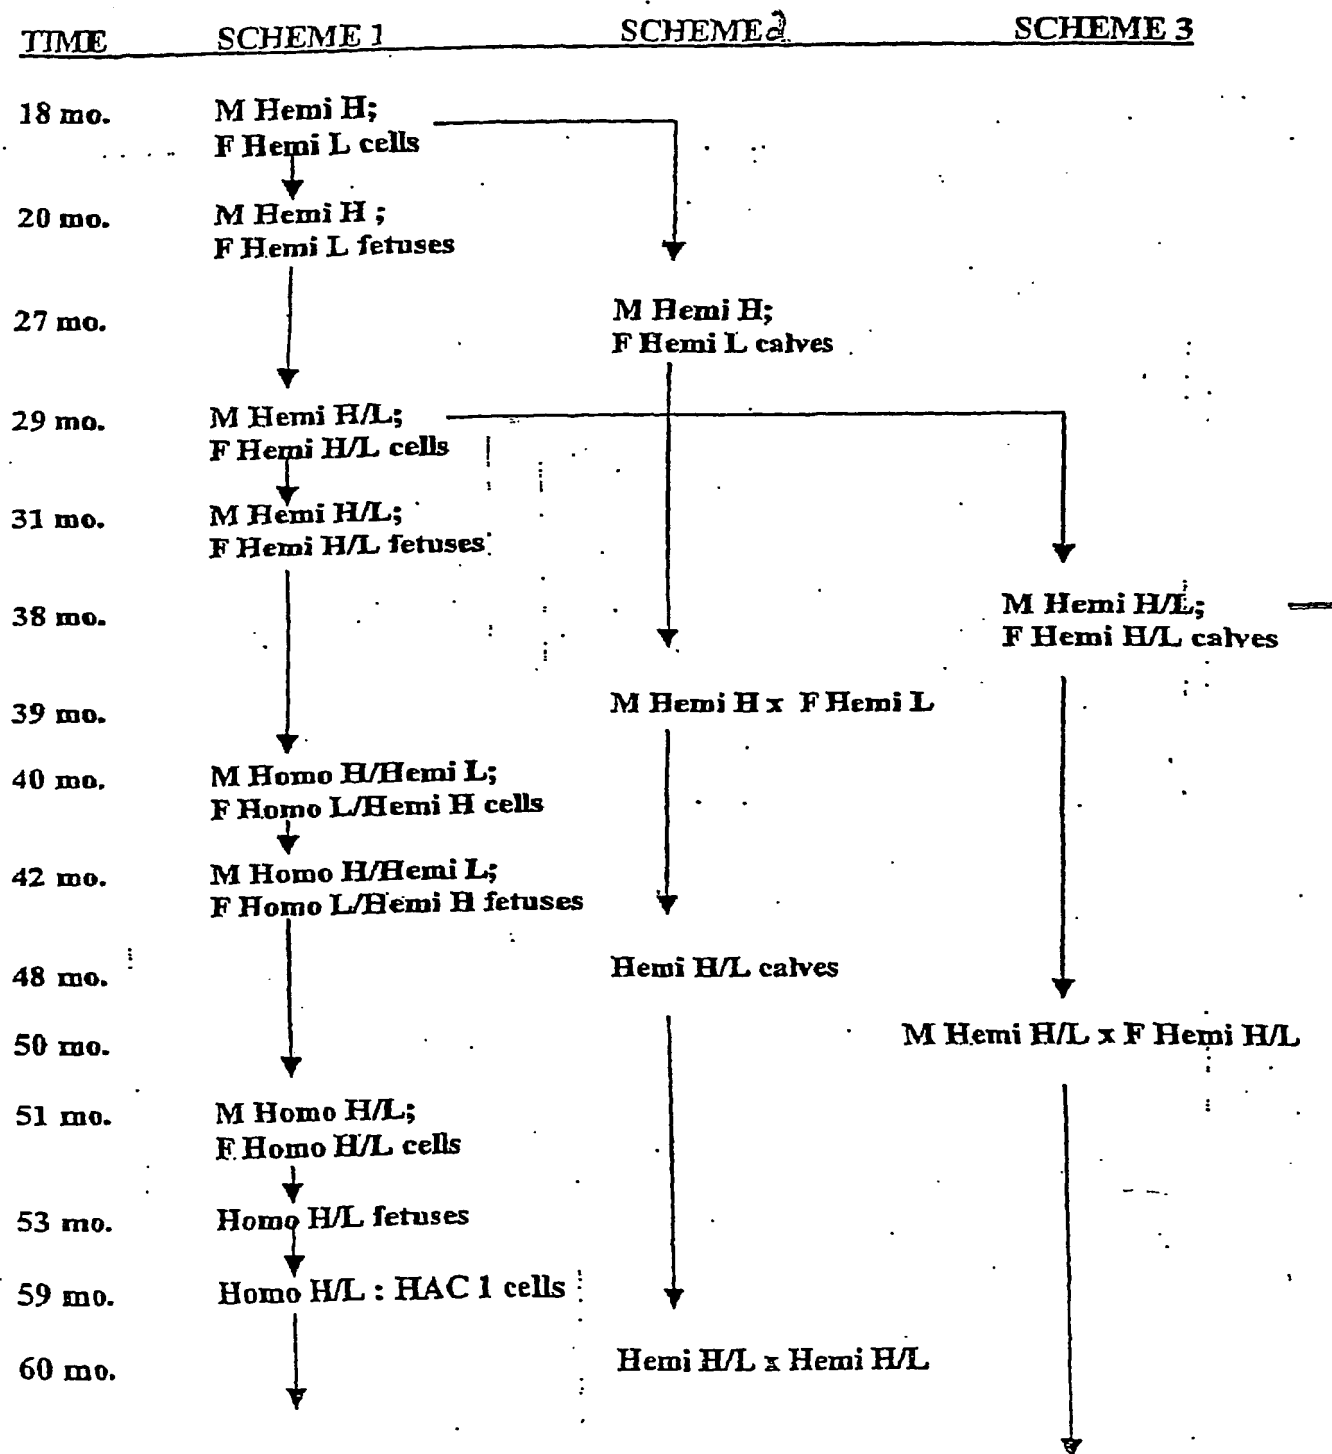 TIME SCHEME 1 SCHEME 2 SCHEME 3
18 mo. M Hemi H;
F Hemi L cells
20 mo. M Hemi H ;
F Hemi L fetuses
27 mo. M Hemi H;
F Hemi L calves
29 mo. M Hemi H/L;
F Hemi H/L cells
31 mo. M Hemi H/L;
F Hemi H/L fetuses
38 mo. M Hemi H/L;
F Hemi H/L calves
39 mo. M Hemi H x F Hemi L
40 mo. M Homo H/Hemi L;
F Homo L/Hemi H cells
42 mo. M Homo H/Hemi L;
F Homo L/Hemi H fetuses
48 mo. Hemi H/L calves
50 mo. M Hemi H/L x F Hemi H/L
51 mo. M Homo H/L;
F Homo H/L cells
53 mo. Homo H/L fetuses
59 mo. Homo H/L : HAC 1 cells
60 mo. Hemi H/L x Hemi H/L